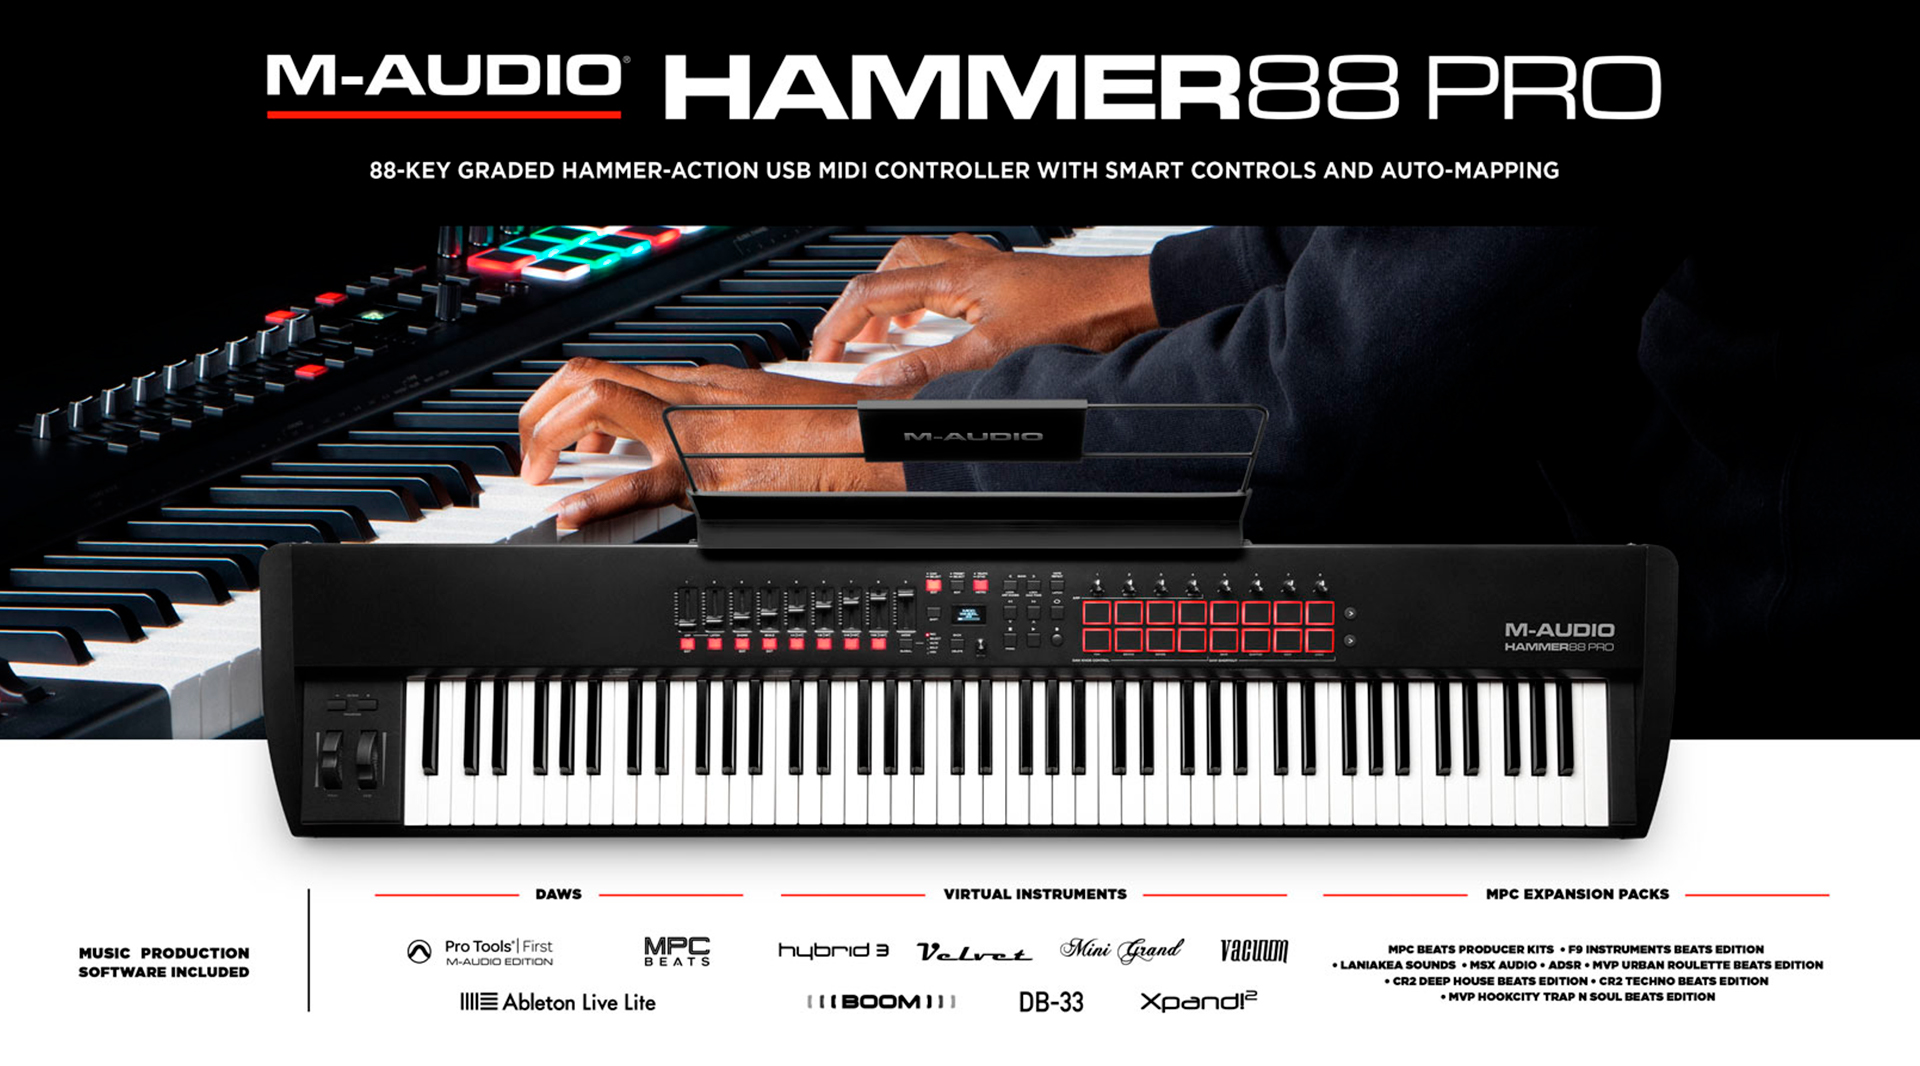 M-AUDIO® HAMMER88 PRO
88-KEY GRADED HAMMER-ACTION USB MIDI CONTROLLER WITH SMART CONTROLS AND AUTO-MAPPING
M-AUDIO
M-AUDIO
HAMMER88 PRO
MUSIC PRODUCTION
SOFTWARE INCLUDED
DAWS
Pro Tools® | First
M-AUDIO EDITION
MPC
BEATS
Ableton Live Lite
VIRTUAL INSTRUMENTS
hybrid 3
Velvet
Mini Grand
VACUUM
(((BOOM)))
DB-33
Xpand!²
MPC EXPANSION PACKS
MPC BEATS PRODUCER KITS • F9 INSTRUMENTS BEATS EDITION
• LANIAKEA SOUNDS • MSX AUDIO • ADSR • MVP URBAN ROULETTE BEATS EDITION
• CR2 DEEP HOUSE BEATS EDITION • CR2 TECHNO BEATS EDITION
• MVP HOOKCITY TRAP N SOUL BEATS EDITION